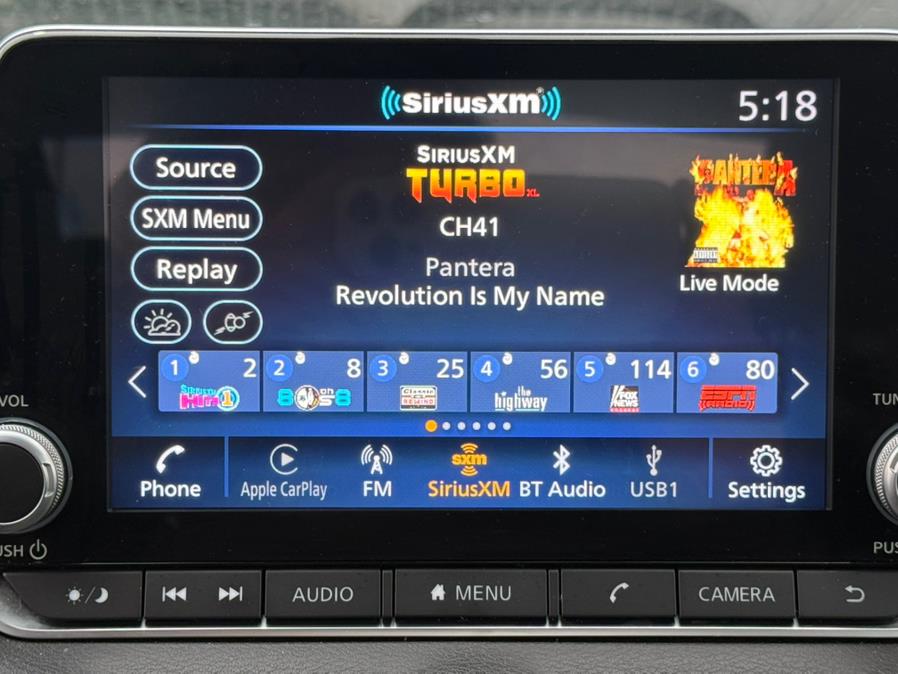 SiriusXm
5:18
Source
SXM Menu
Replay
SIRIUSXM
TURBO XL
CH41
Pantera
Revolution Is My Name
PANTERA
Live Mode
1 2
SiriusXM
Hits 1
2 8
80s on 8
3 25
Classic
REWIND
4 56
the
highway
5 114
FOX
NEWS
6 80
ESPN
RADIO
Phone
Apple CarPlay
FM
sxm
SiriusXM
BT Audio
USB1
Settings
VOL
TUN
USH
PUS
AUDIO
MENU
CAMERA